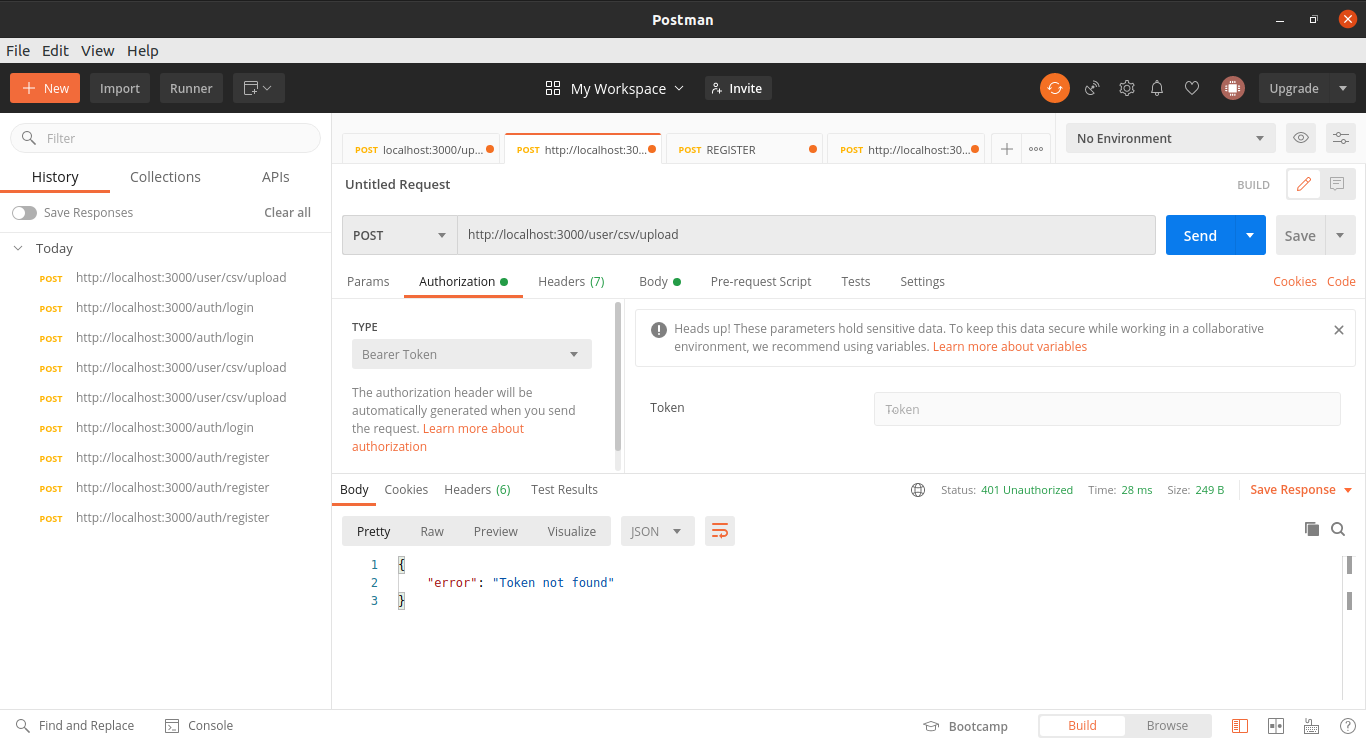 Postman
File Edit View Help
New Import Runner My Workspace Invite Upgrade
Filter
History Collections APIs
Save Responses Clear all
Today
POST http://localhost:3000/user/csv/upload
POST http://localhost:3000/auth/login
POST http://localhost:3000/auth/login
POST http://localhost:3000/user/csv/upload
POST http://localhost:3000/user/csv/upload
POST http://localhost:3000/auth/login
POST http://localhost:3000/auth/register
POST http://localhost:3000/auth/register
POST http://localhost:3000/auth/register
POST localhost:3000/up... POST http://localhost:30... POST REGISTER POST http://localhost:30... No Environment
Untitled Request BUILD
POST http://localhost:3000/user/csv/upload Send Save
Params Authorization Headers (7) Body Pre-request Script Tests Settings Cookies Code
TYPE
Bearer Token
The authorization header will be
automatically generated when you send
the request. Learn more about
authorization
Heads up! These parameters hold sensitive data. To keep this data secure while working in a collaborative
environment, we recommend using variables. Learn more about variables
Token Token
Body Cookies Headers (6) Test Results Status: 401 Unauthorized Time: 28 ms Size: 249 B Save Response
Pretty Raw Preview Visualize JSON
1 {
2 "error": "Token not found"
3 }
Find and Replace Console Bootcamp Build Browse